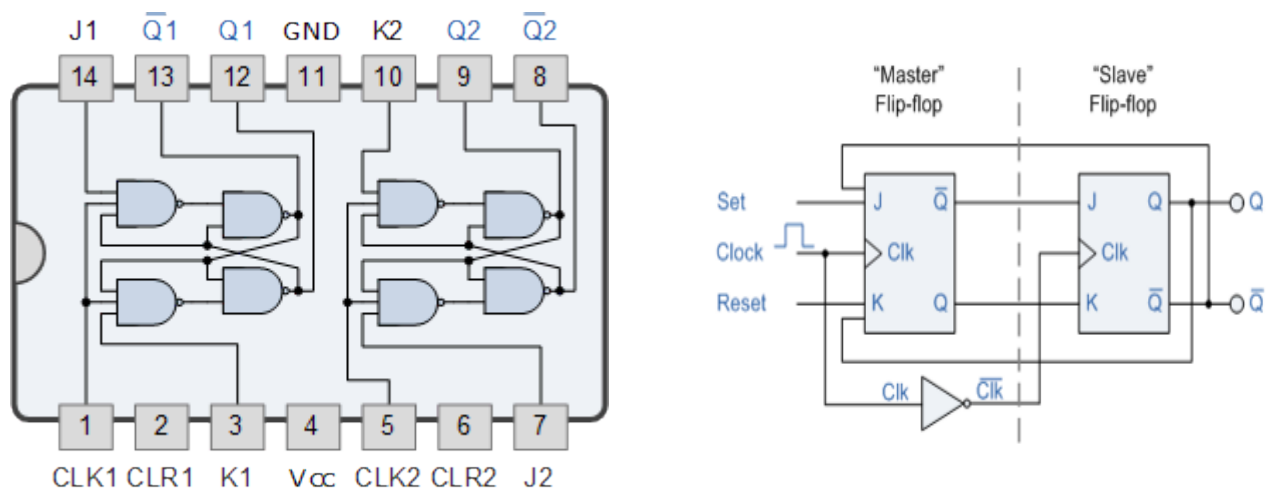 J1 Q̅1 Q1 GND K2 Q2 Q̅2
14 13 12 11 10 9 8
1 2 3 4 5 6 7
CLK1 CLR1 K1 Vcc CLK2 CLR2 J2
“Master”
Flip-flop
“Slave”
Flip-flop
Set J Q̅ J Q Q
Clock Clk Clk
Reset K Q K Q̅ Q̅
Clk C̅l̅k̅